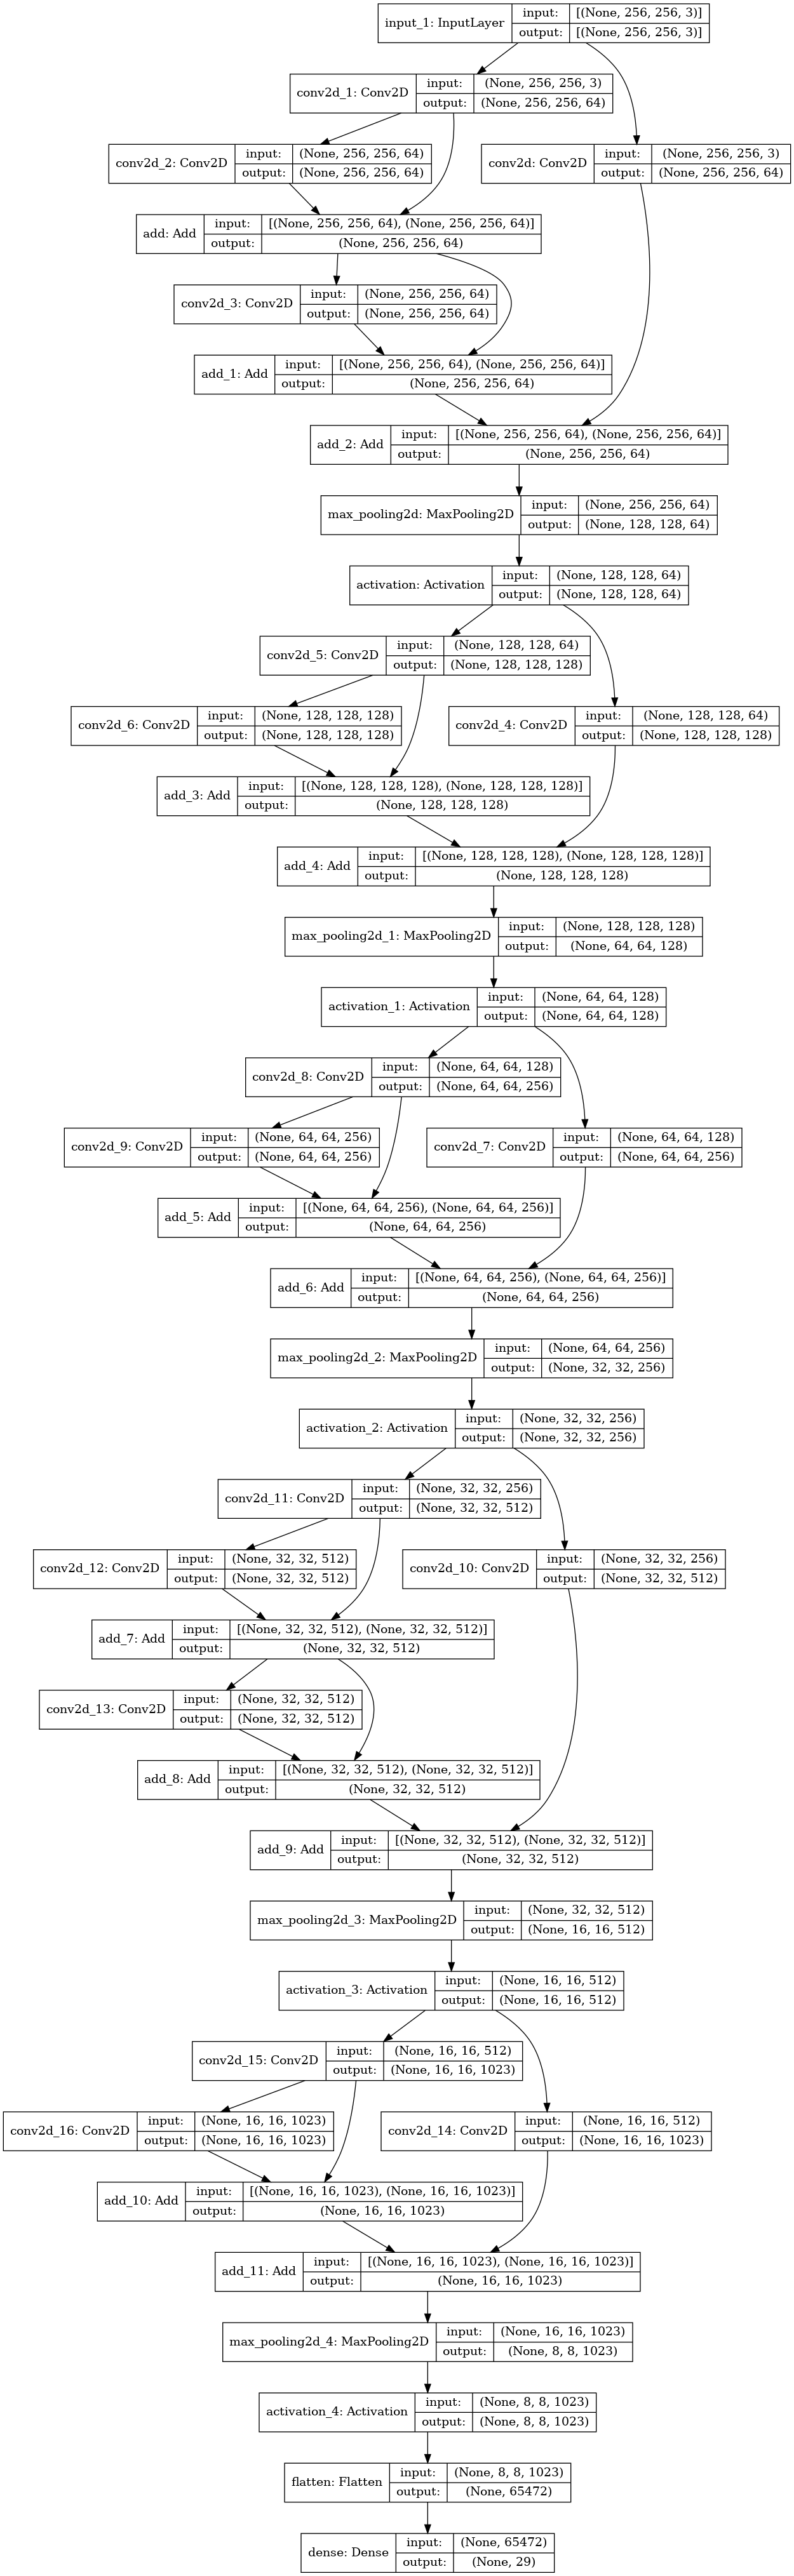 input_1: InputLayer
input: [(None, 256, 256, 3)]
output: [(None, 256, 256, 3)]
conv2d_1: Conv2D
input: (None, 256, 256, 3)
output: (None, 256, 256, 64)
conv2d_2: Conv2D
input: (None, 256, 256, 64)
output: (None, 256, 256, 64)
conv2d: Conv2D
input: (None, 256, 256, 3)
output: (None, 256, 256, 64)
add: Add
input: [(None, 256, 256, 64), (None, 256, 256, 64)]
output: (None, 256, 256, 64)
conv2d_3: Conv2D
input: (None, 256, 256, 64)
output: (None, 256, 256, 64)
add_1: Add
input: [(None, 256, 256, 64), (None, 256, 256, 64)]
output: (None, 256, 256, 64)
add_2: Add
input: [(None, 256, 256, 64), (None, 256, 256, 64)]
output: (None, 256, 256, 64)
max_pooling2d: MaxPooling2D
input: (None, 256, 256, 64)
output: (None, 128, 128, 64)
activation: Activation
input: (None, 128, 128, 64)
output: (None, 128, 128, 64)
conv2d_5: Conv2D
input: (None, 128, 128, 64)
output: (None, 128, 128, 128)
conv2d_6: Conv2D
input: (None, 128, 128, 128)
output: (None, 128, 128, 128)
conv2d_4: Conv2D
input: (None, 128, 128, 64)
output: (None, 128, 128, 128)
add_3: Add
input: [(None, 128, 128, 128), (None, 128, 128, 128)]
output: (None, 128, 128, 128)
add_4: Add
input: [(None, 128, 128, 128), (None, 128, 128, 128)]
output: (None, 128, 128, 128)
max_pooling2d_1: MaxPooling2D
input: (None, 128, 128, 128)
output: (None, 64, 64, 128)
activation_1: Activation
input: (None, 64, 64, 128)
output: (None, 64, 64, 128)
conv2d_8: Conv2D
input: (None, 64, 64, 128)
output: (None, 64, 64, 256)
conv2d_9: Conv2D
input: (None, 64, 64, 256)
output: (None, 64, 64, 256)
conv2d_7: Conv2D
input: (None, 64, 64, 128)
output: (None, 64, 64, 256)
add_5: Add
input: [(None, 64, 64, 256), (None, 64, 64, 256)]
output: (None, 64, 64, 256)
add_6: Add
input: [(None, 64, 64, 256), (None, 64, 64, 256)]
output: (None, 64, 64, 256)
max_pooling2d_2: MaxPooling2D
input: (None, 64, 64, 256)
output: (None, 32, 32, 256)
activation_2: Activation
input: (None, 32, 32, 256)
output: (None, 32, 32, 256)
conv2d_11: Conv2D
input: (None, 32, 32, 256)
output: (None, 32, 32, 512)
conv2d_12: Conv2D
input: (None, 32, 32, 512)
output: (None, 32, 32, 512)
conv2d_10: Conv2D
input: (None, 32, 32, 256)
output: (None, 32, 32, 512)
add_7: Add
input: [(None, 32, 32, 512), (None, 32, 32, 512)]
output: (None, 32, 32, 512)
conv2d_13: Conv2D
input: (None, 32, 32, 512)
output: (None, 32, 32, 512)
add_8: Add
input: [(None, 32, 32, 512), (None, 32, 32, 512)]
output: (None, 32, 32, 512)
add_9: Add
input: [(None, 32, 32, 512), (None, 32, 32, 512)]
output: (None, 32, 32, 512)
max_pooling2d_3: MaxPooling2D
input: (None, 32, 32, 512)
output: (None, 16, 16, 512)
activation_3: Activation
input: (None, 16, 16, 512)
output: (None, 16, 16, 512)
conv2d_15: Conv2D
input: (None, 16, 16, 512)
output: (None, 16, 16, 1023)
conv2d_16: Conv2D
input: (None, 16, 16, 1023)
output: (None, 16, 16, 1023)
conv2d_14: Conv2D
input: (None, 16, 16, 512)
output: (None, 16, 16, 1023)
add_10: Add
input: [(None, 16, 16, 1023), (None, 16, 16, 1023)]
output: (None, 16, 16, 1023)
add_11: Add
input: [(None, 16, 16, 1023), (None, 16, 16, 1023)]
output: (None, 16, 16, 1023)
max_pooling2d_4: MaxPooling2D
input: (None, 16, 16, 1023)
output: (None, 8, 8, 1023)
activation_4: Activation
input: (None, 8, 8, 1023)
output: (None, 8, 8, 1023)
flatten: Flatten
input: (None, 8, 8, 1023)
output: (None, 65472)
dense: Dense
input: (None, 65472)
output: (None, 29)